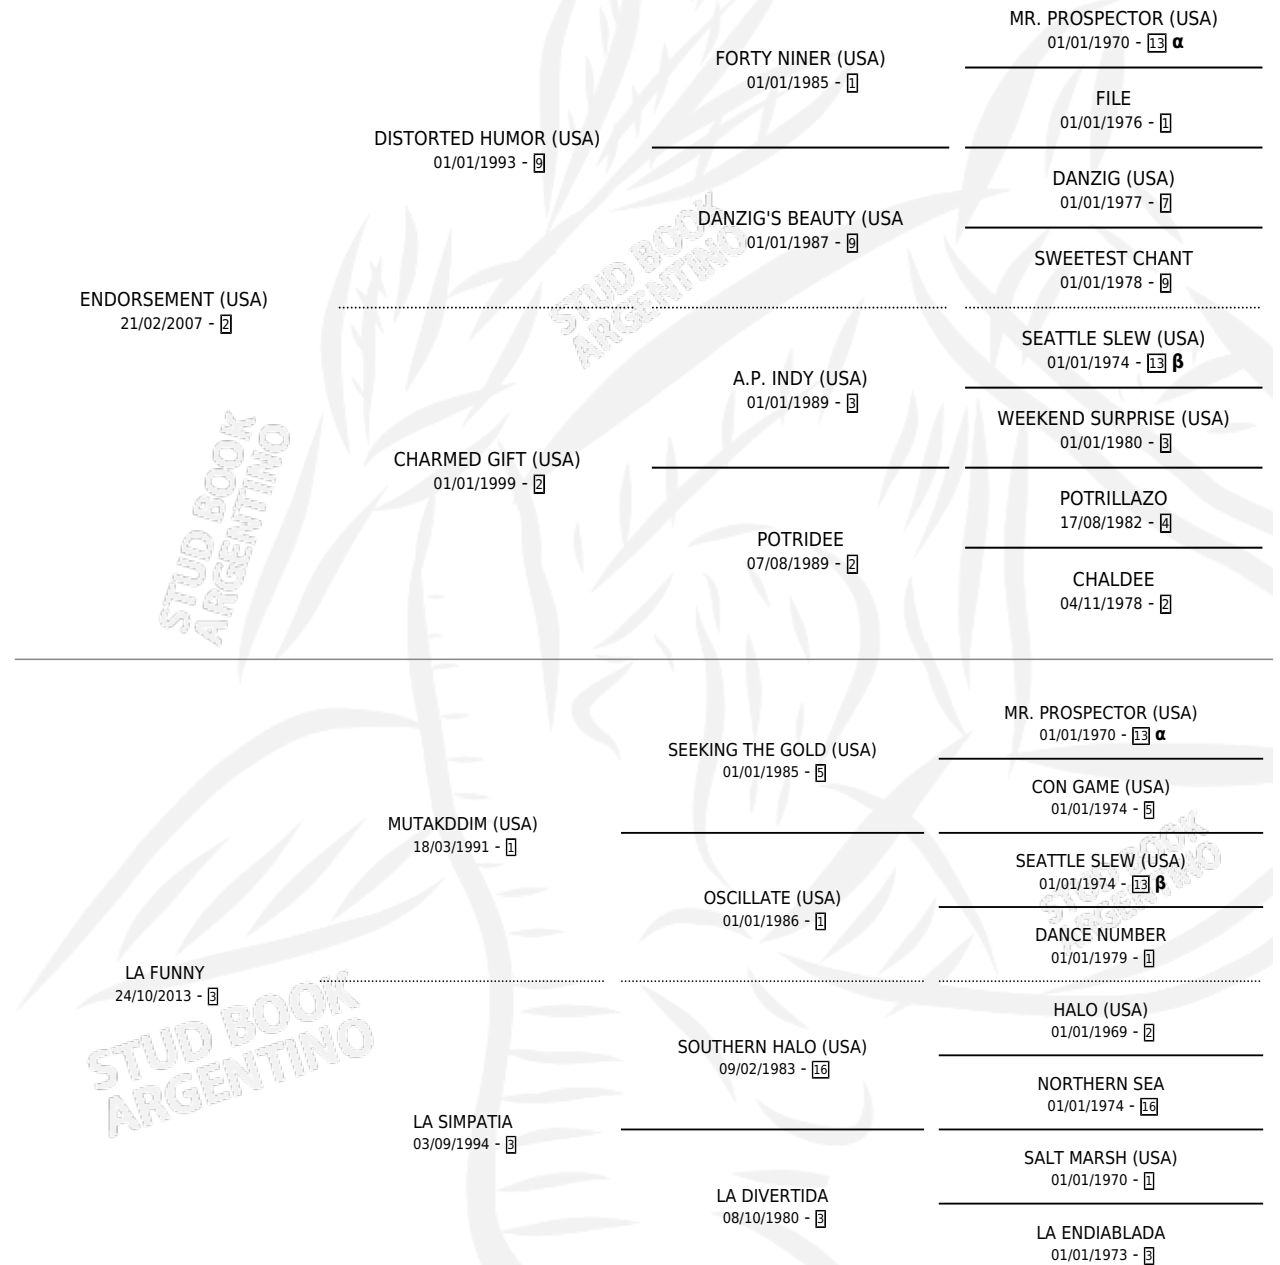 MR. PROSPECTOR (USA)
01/01/1970 - 13 α
FORTY NINER (USA)
01/01/1985 - 1
FILE
01/01/1976 - 1
DISTORTED HUMOR (USA)
01/01/1993 - 9
DANZIG (USA)
01/01/1977 - 7
DANZIG'S BEAUTY (USA
01/01/1987 - 9
SWEETEST CHANT
01/01/1978 - 9
ENDORSEMENT (USA)
21/02/2007 - 2
SEATTLE SLEW (USA)
01/01/1974 - 13 β
A.P. INDY (USA)
01/01/1989 - 3
WEEKEND SURPRISE (USA)
01/01/1980 - 3
CHARMED GIFT (USA)
01/01/1999 - 2
POTRILLAZO
17/08/1982 - 4
POTRIDEE
07/08/1989 - 2
CHALDEE
04/11/1978 - 2
MR. PROSPECTOR (USA)
01/01/1970 - 13 α
SEEKING THE GOLD (USA)
01/01/1985 - 5
CON GAME (USA)
01/01/1974 - 5
MUTAKDDIM (USA)
18/03/1991 - 1
SEATTLE SLEW (USA)
01/01/1974 - 13 β
OSCILLATE (USA)
01/01/1986 - 1
DANCE NUMBER
01/01/1979 - 1
LA FUNNY
24/10/2013 - 3
HALO (USA)
01/01/1969 - 2
SOUTHERN HALO (USA)
09/02/1983 - 16
NORTHERN SEA
01/01/1974 - 16
LA SIMPATIA
03/09/1994 - 3
SALT MARSH (USA)
01/01/1970 - 1
LA DIVERTIDA
08/10/1980 - 3
LA ENDIABLADA
01/01/1973 - 3
STUD BOOK
ARGENTINO
STUD BOOK
ARGENTINO
STUD BOOK
ARGENTINO
STUD BOOK
ARGENTINO